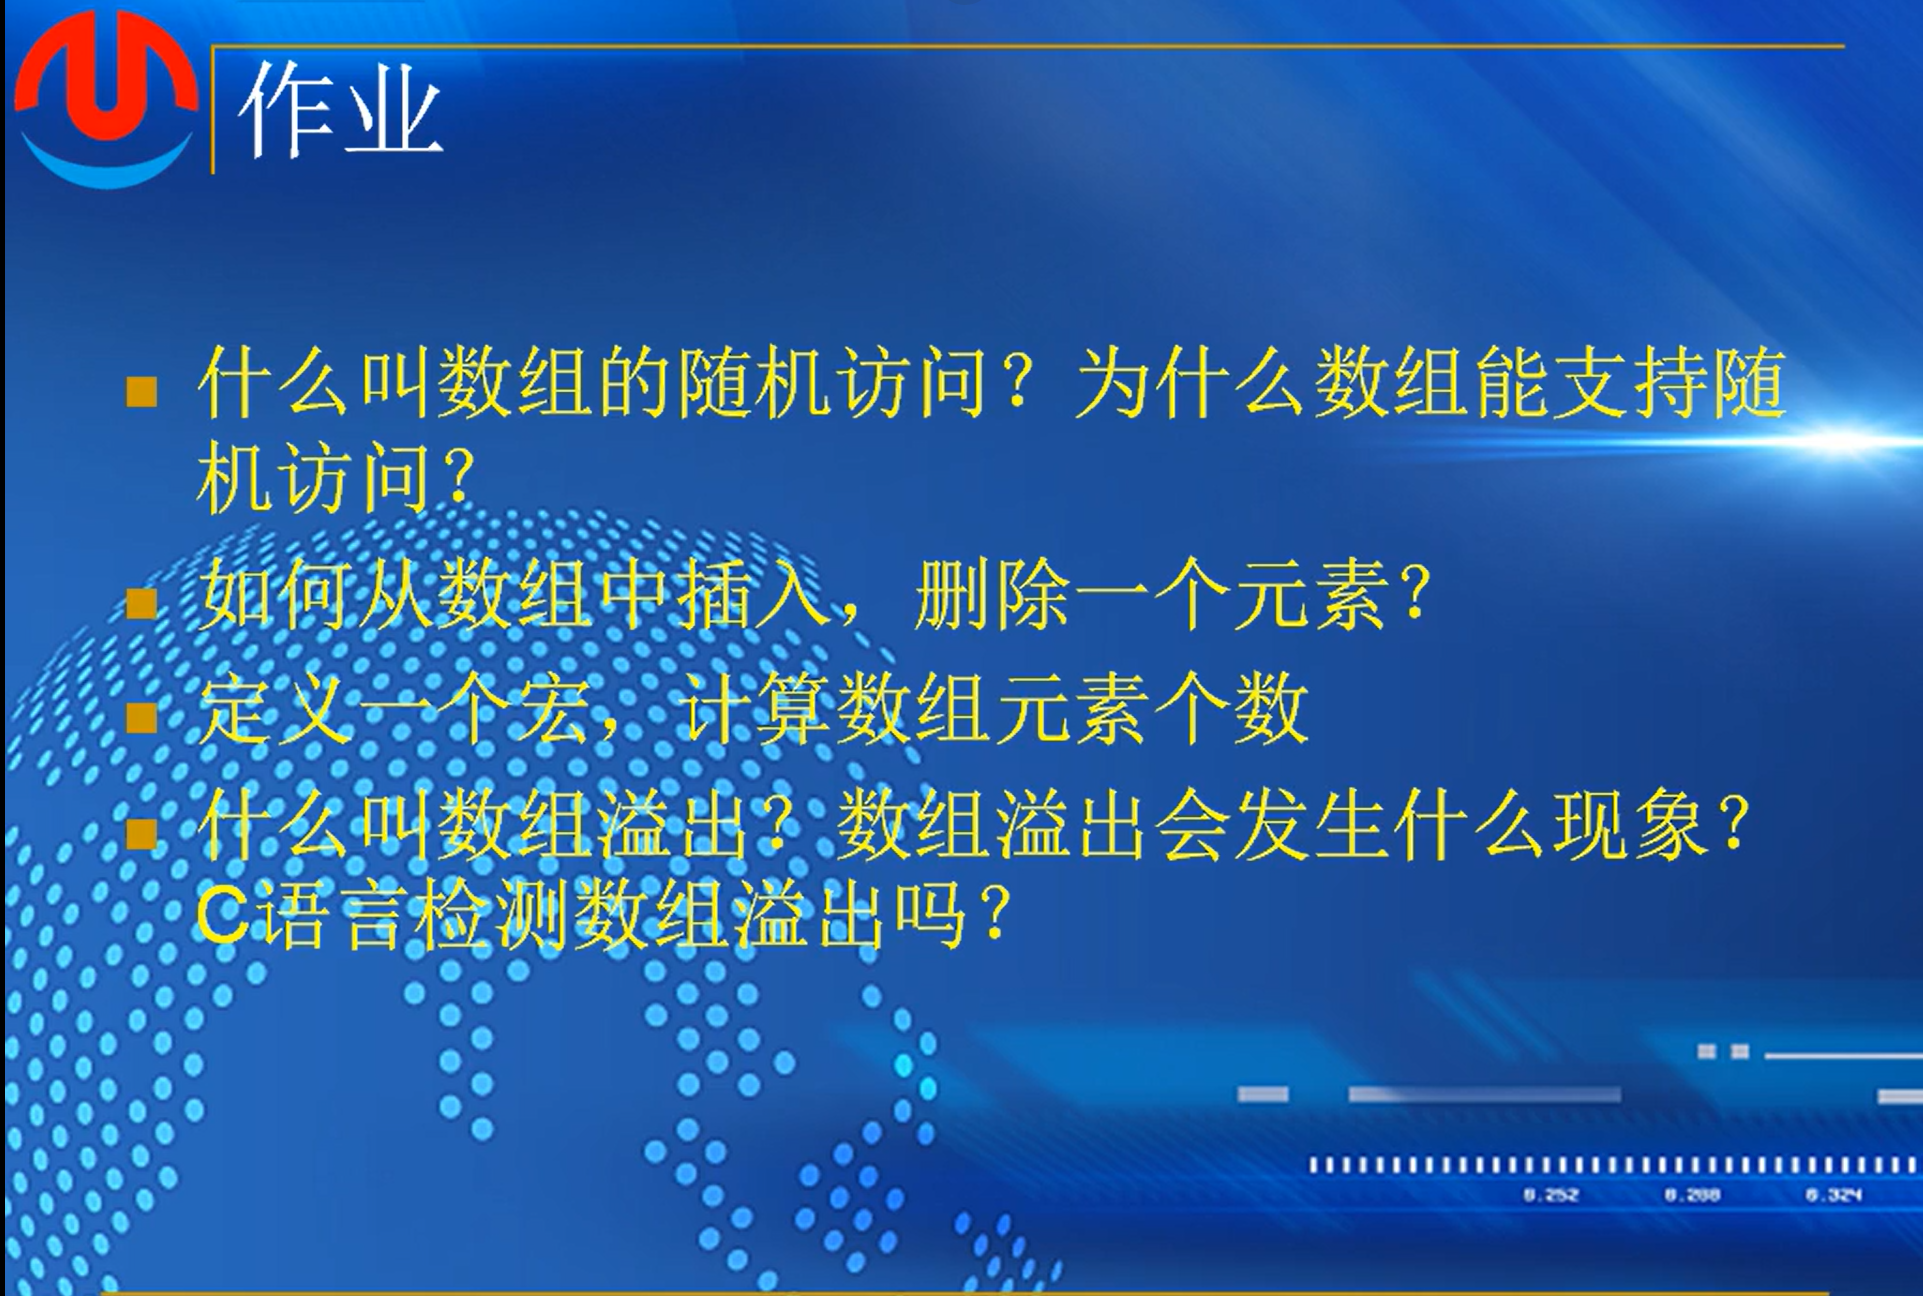 作业
什么叫数组的随机访问？为什么数组能支持随
机访问？
如何从数组中插入，删除一个元素？
定义一个宏，计算数组元素个数
什么叫数组溢出？数组溢出会发生什么现象？
C语言检测数组溢出吗？
0.252 0.288 0.324